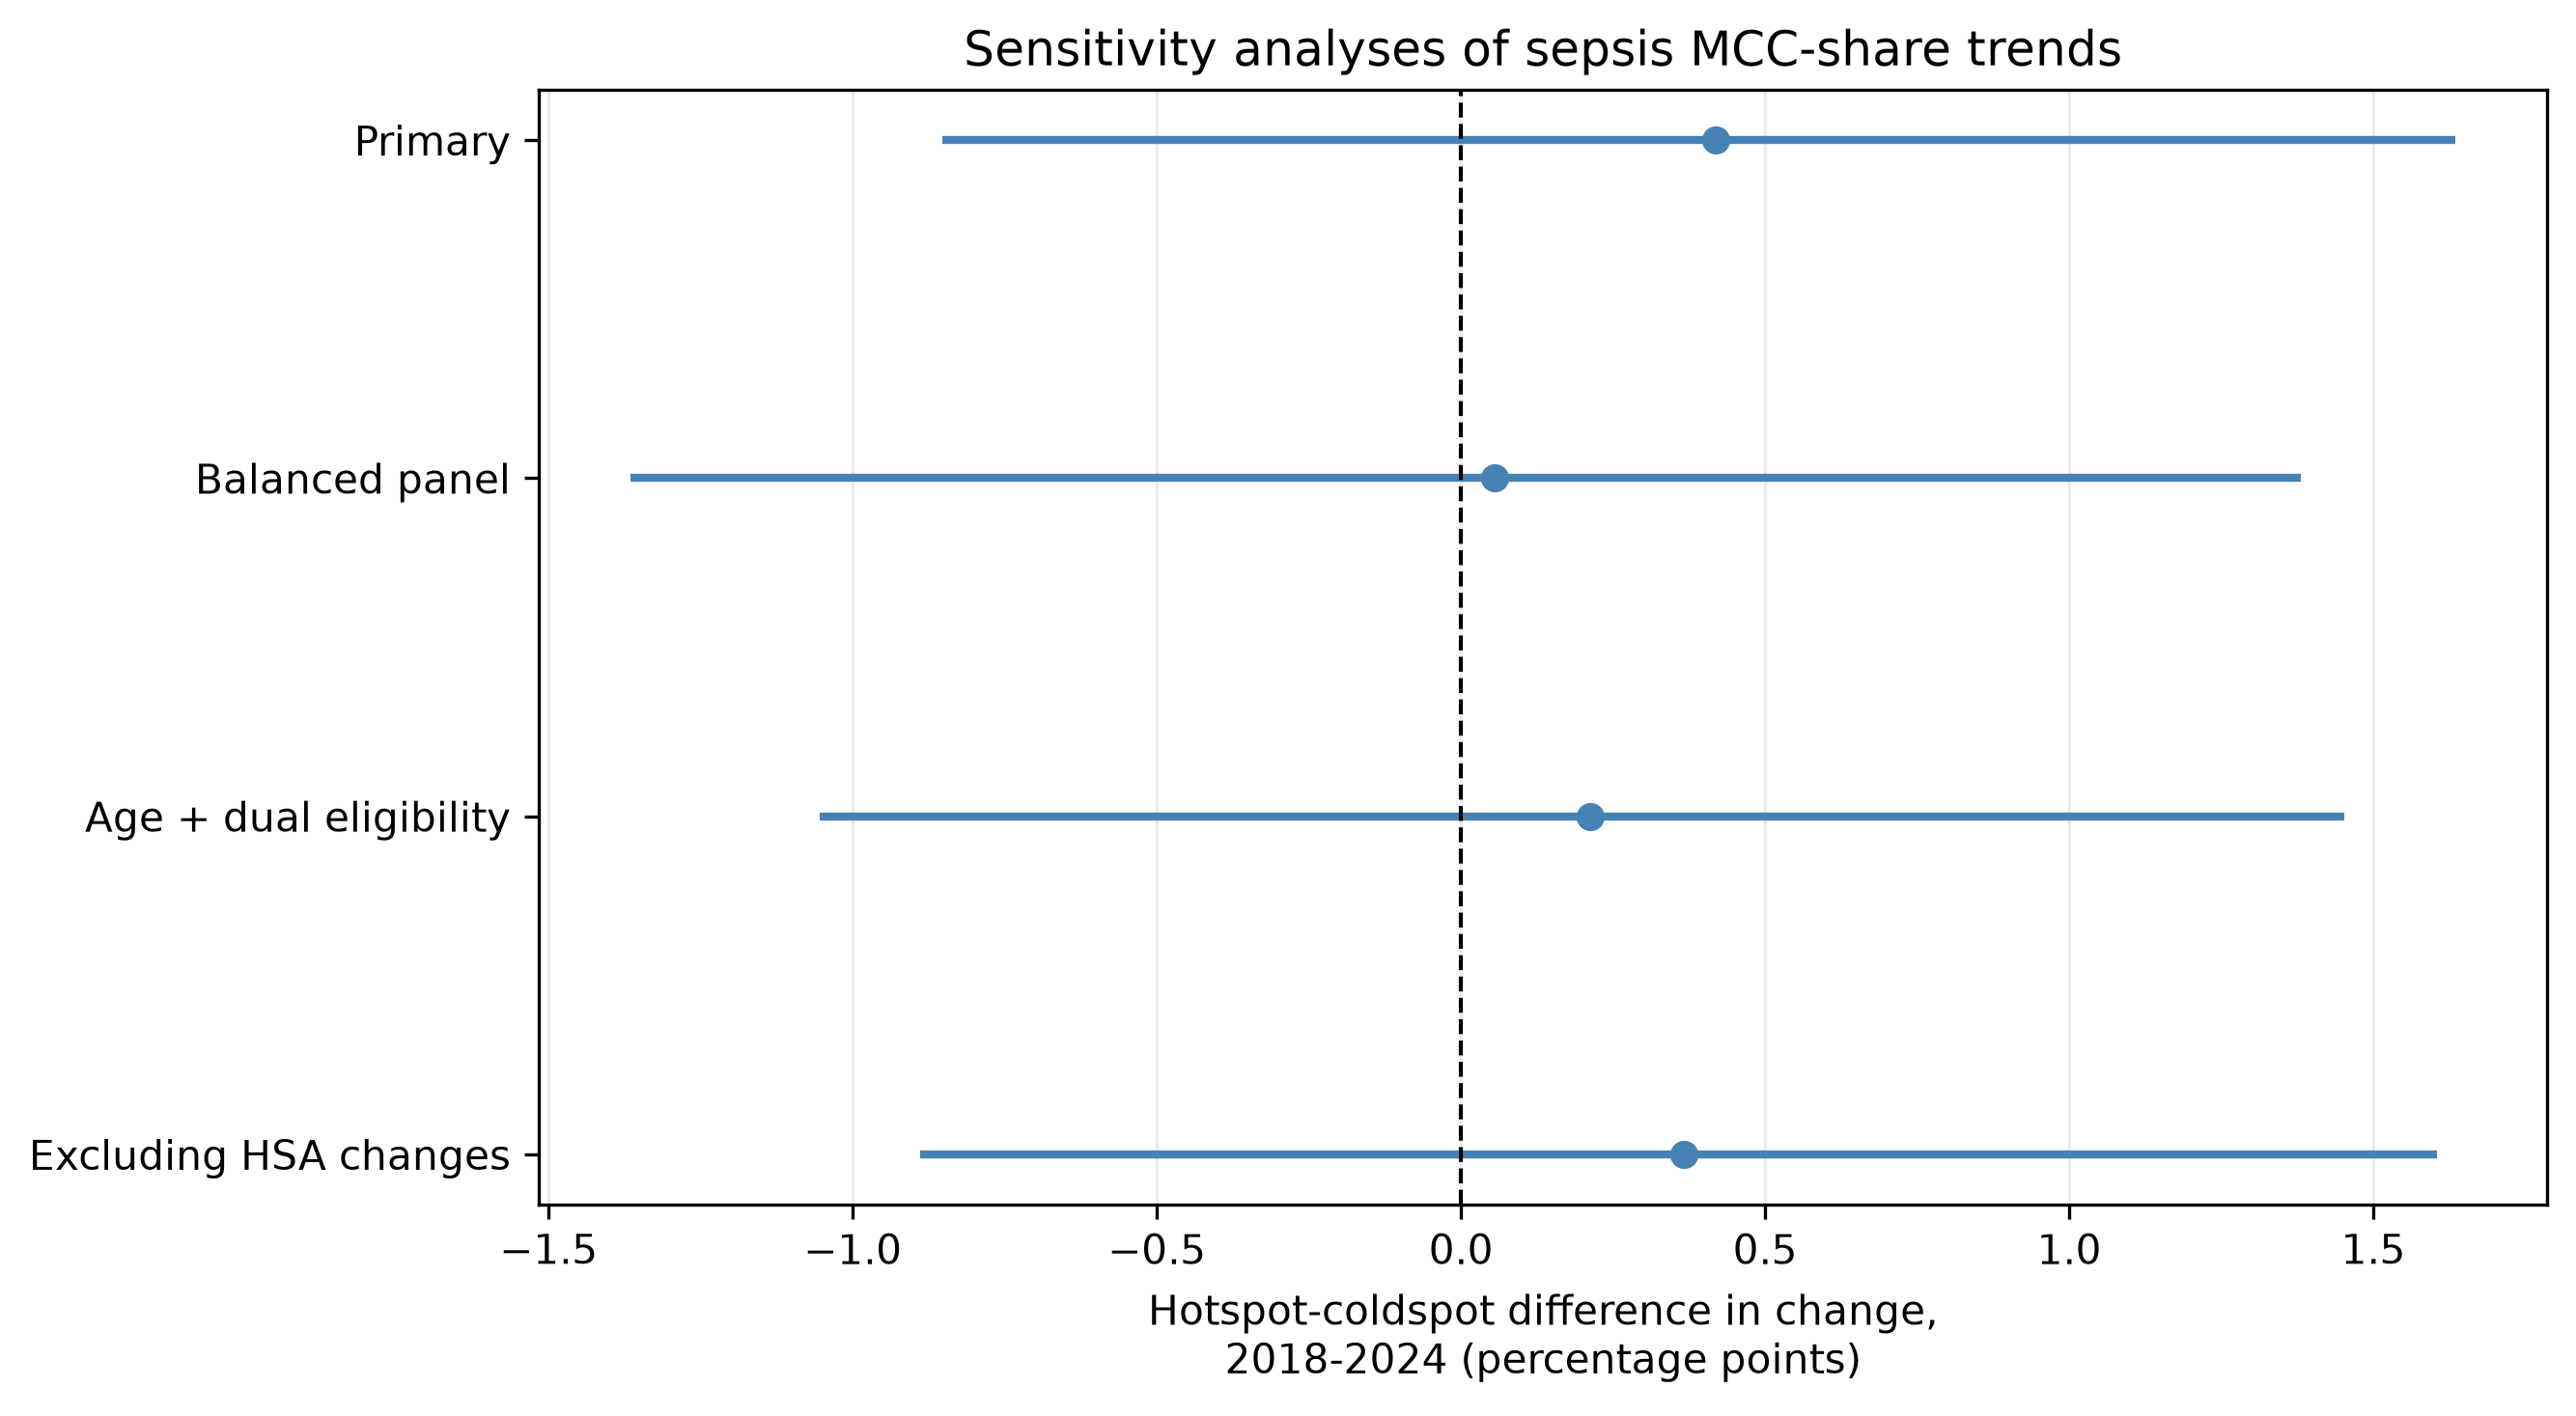 Sensitivity analyses of sepsis MCC-share trends
Primary
Balanced panel
Age + dual eligibility
Excluding HSA changes
−1.5 −1.0 −0.5 0.0 0.5 1.0 1.5
Hotspot-coldspot difference in change,
2018-2024 (percentage points)